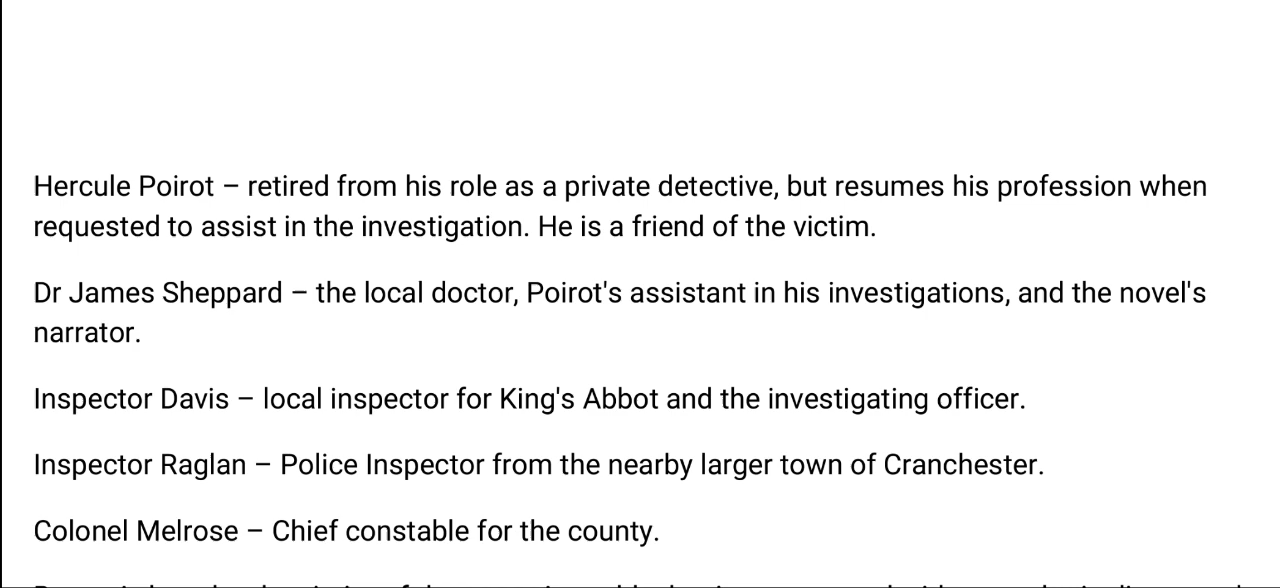 Hercule Poirot – retired from his role as a private detective, but resumes his profession when
requested to assist in the investigation. He is a friend of the victim.
Dr James Sheppard – the local doctor, Poirot's assistant in his investigations, and the novel's
narrator.
Inspector Davis – local inspector for King's Abbot and the investigating officer.
Inspector Raglan – Police Inspector from the nearby larger town of Cranchester.
Colonel Melrose – Chief constable for the county.